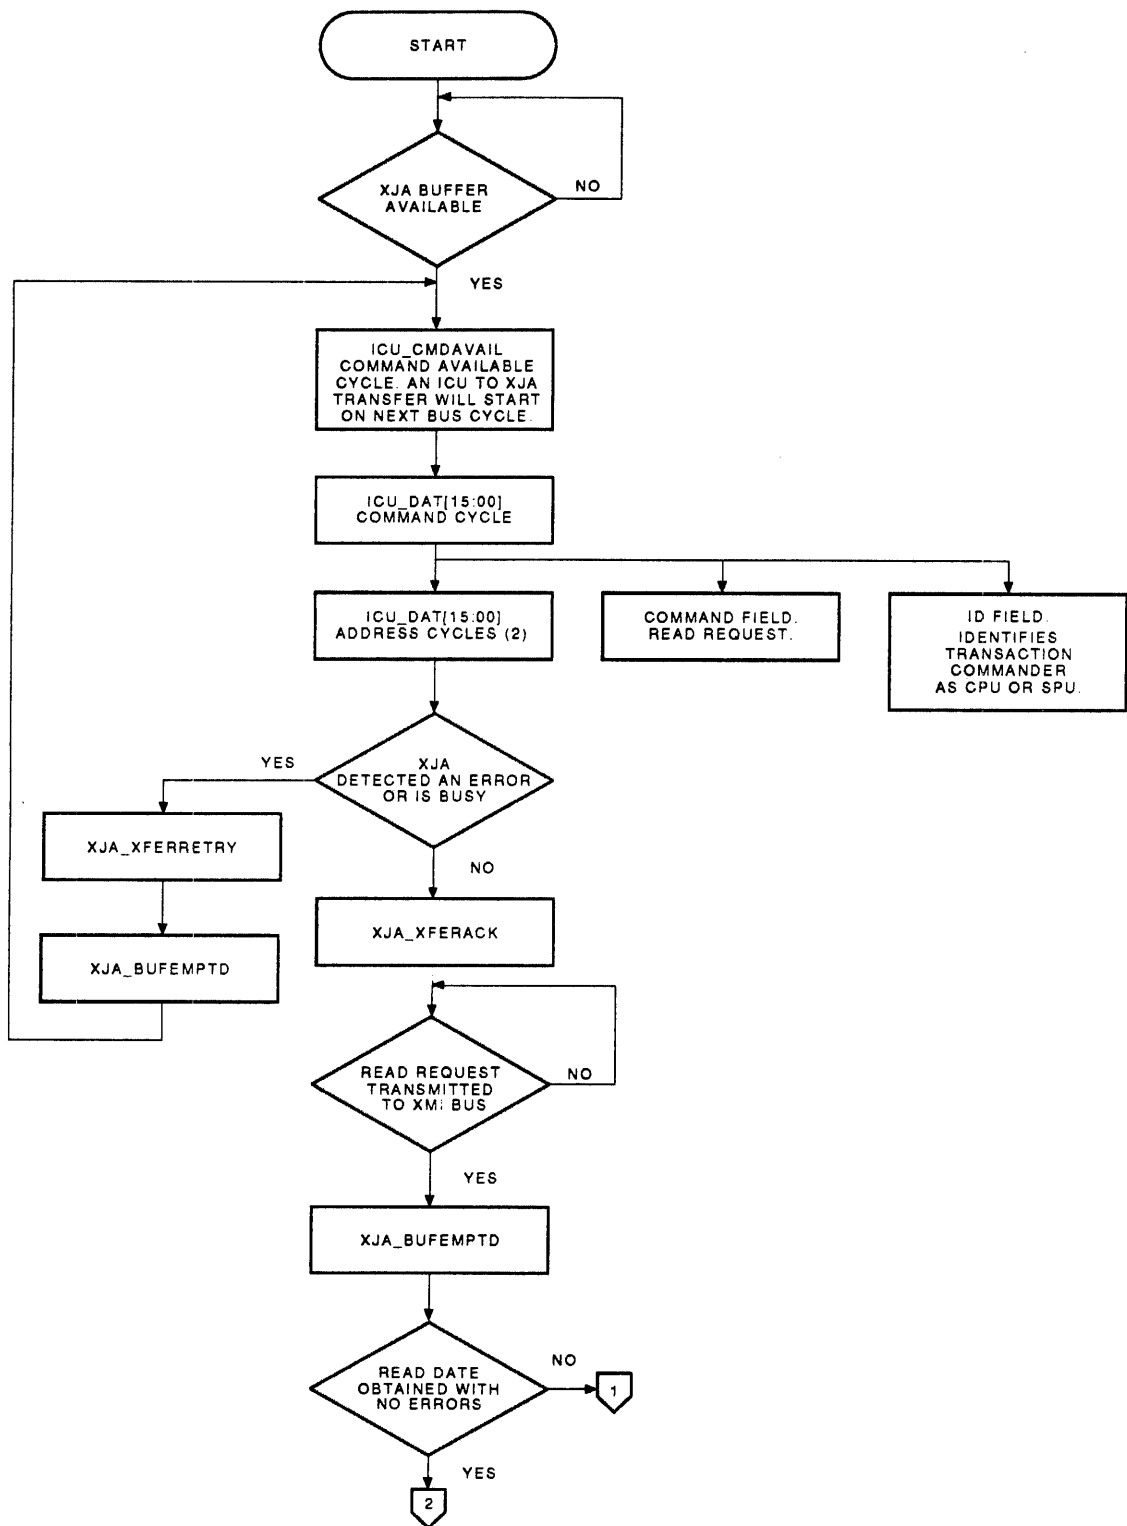 START
XJA BUFFER
AVAILABLE
NO
YES
ICU_CMDAVAIL
COMMAND AVAILABLE
CYCLE. AN ICU TO XJA
TRANSFER WILL START
ON NEXT BUS CYCLE.
ICU_DAT[15:00]
COMMAND CYCLE
ICU_DAT[15:00]
ADDRESS CYCLES (2)
COMMAND FIELD.
READ REQUEST.
ID FIELD.
IDENTIFIES
TRANSACTION
COMMANDER
AS CPU OR SPU.
YES
XJA
DETECTED AN ERROR
OR IS BUSY
XJA_XFERRETRY
NO
XJA_XFERACK
XJA_BUFEMPTD
READ REQUEST
TRANSMITTED
TO XMI BUS
NO
YES
XJA_BUFEMPTD
READ DATE
OBTAINED WITH
NO ERRORS
NO
1
YES
2